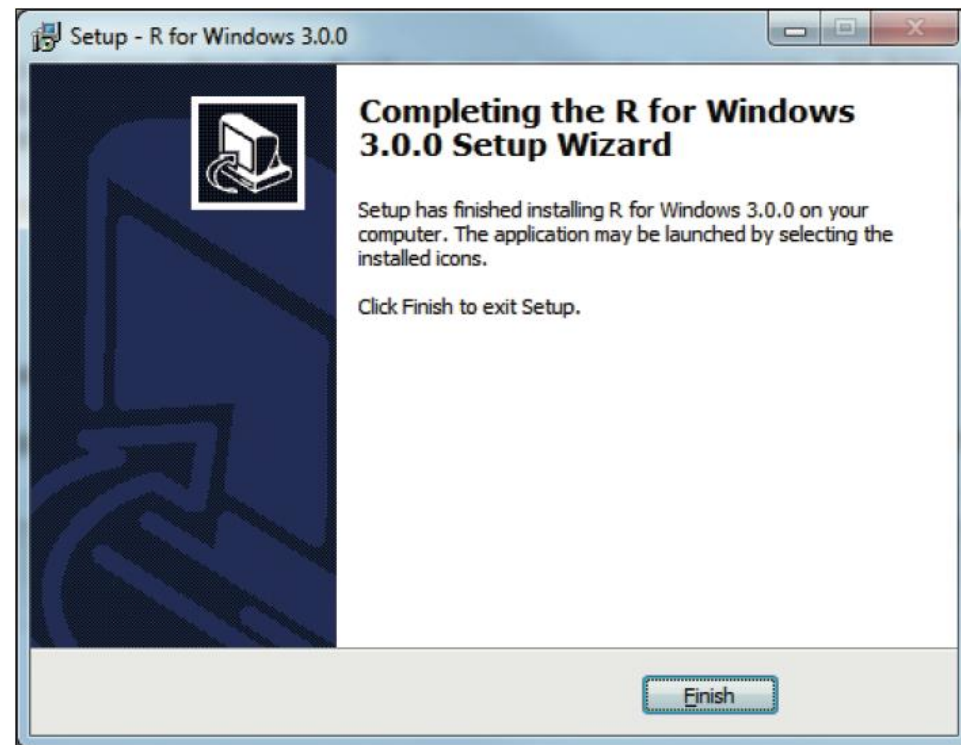 Setup - R for Windows 3.0.0
Completing the R for Windows
3.0.0 Setup Wizard
Setup has finished installing R for Windows 3.0.0 on your
computer. The application may be launched by selecting the
installed icons.
Click Finish to exit Setup.
Finish